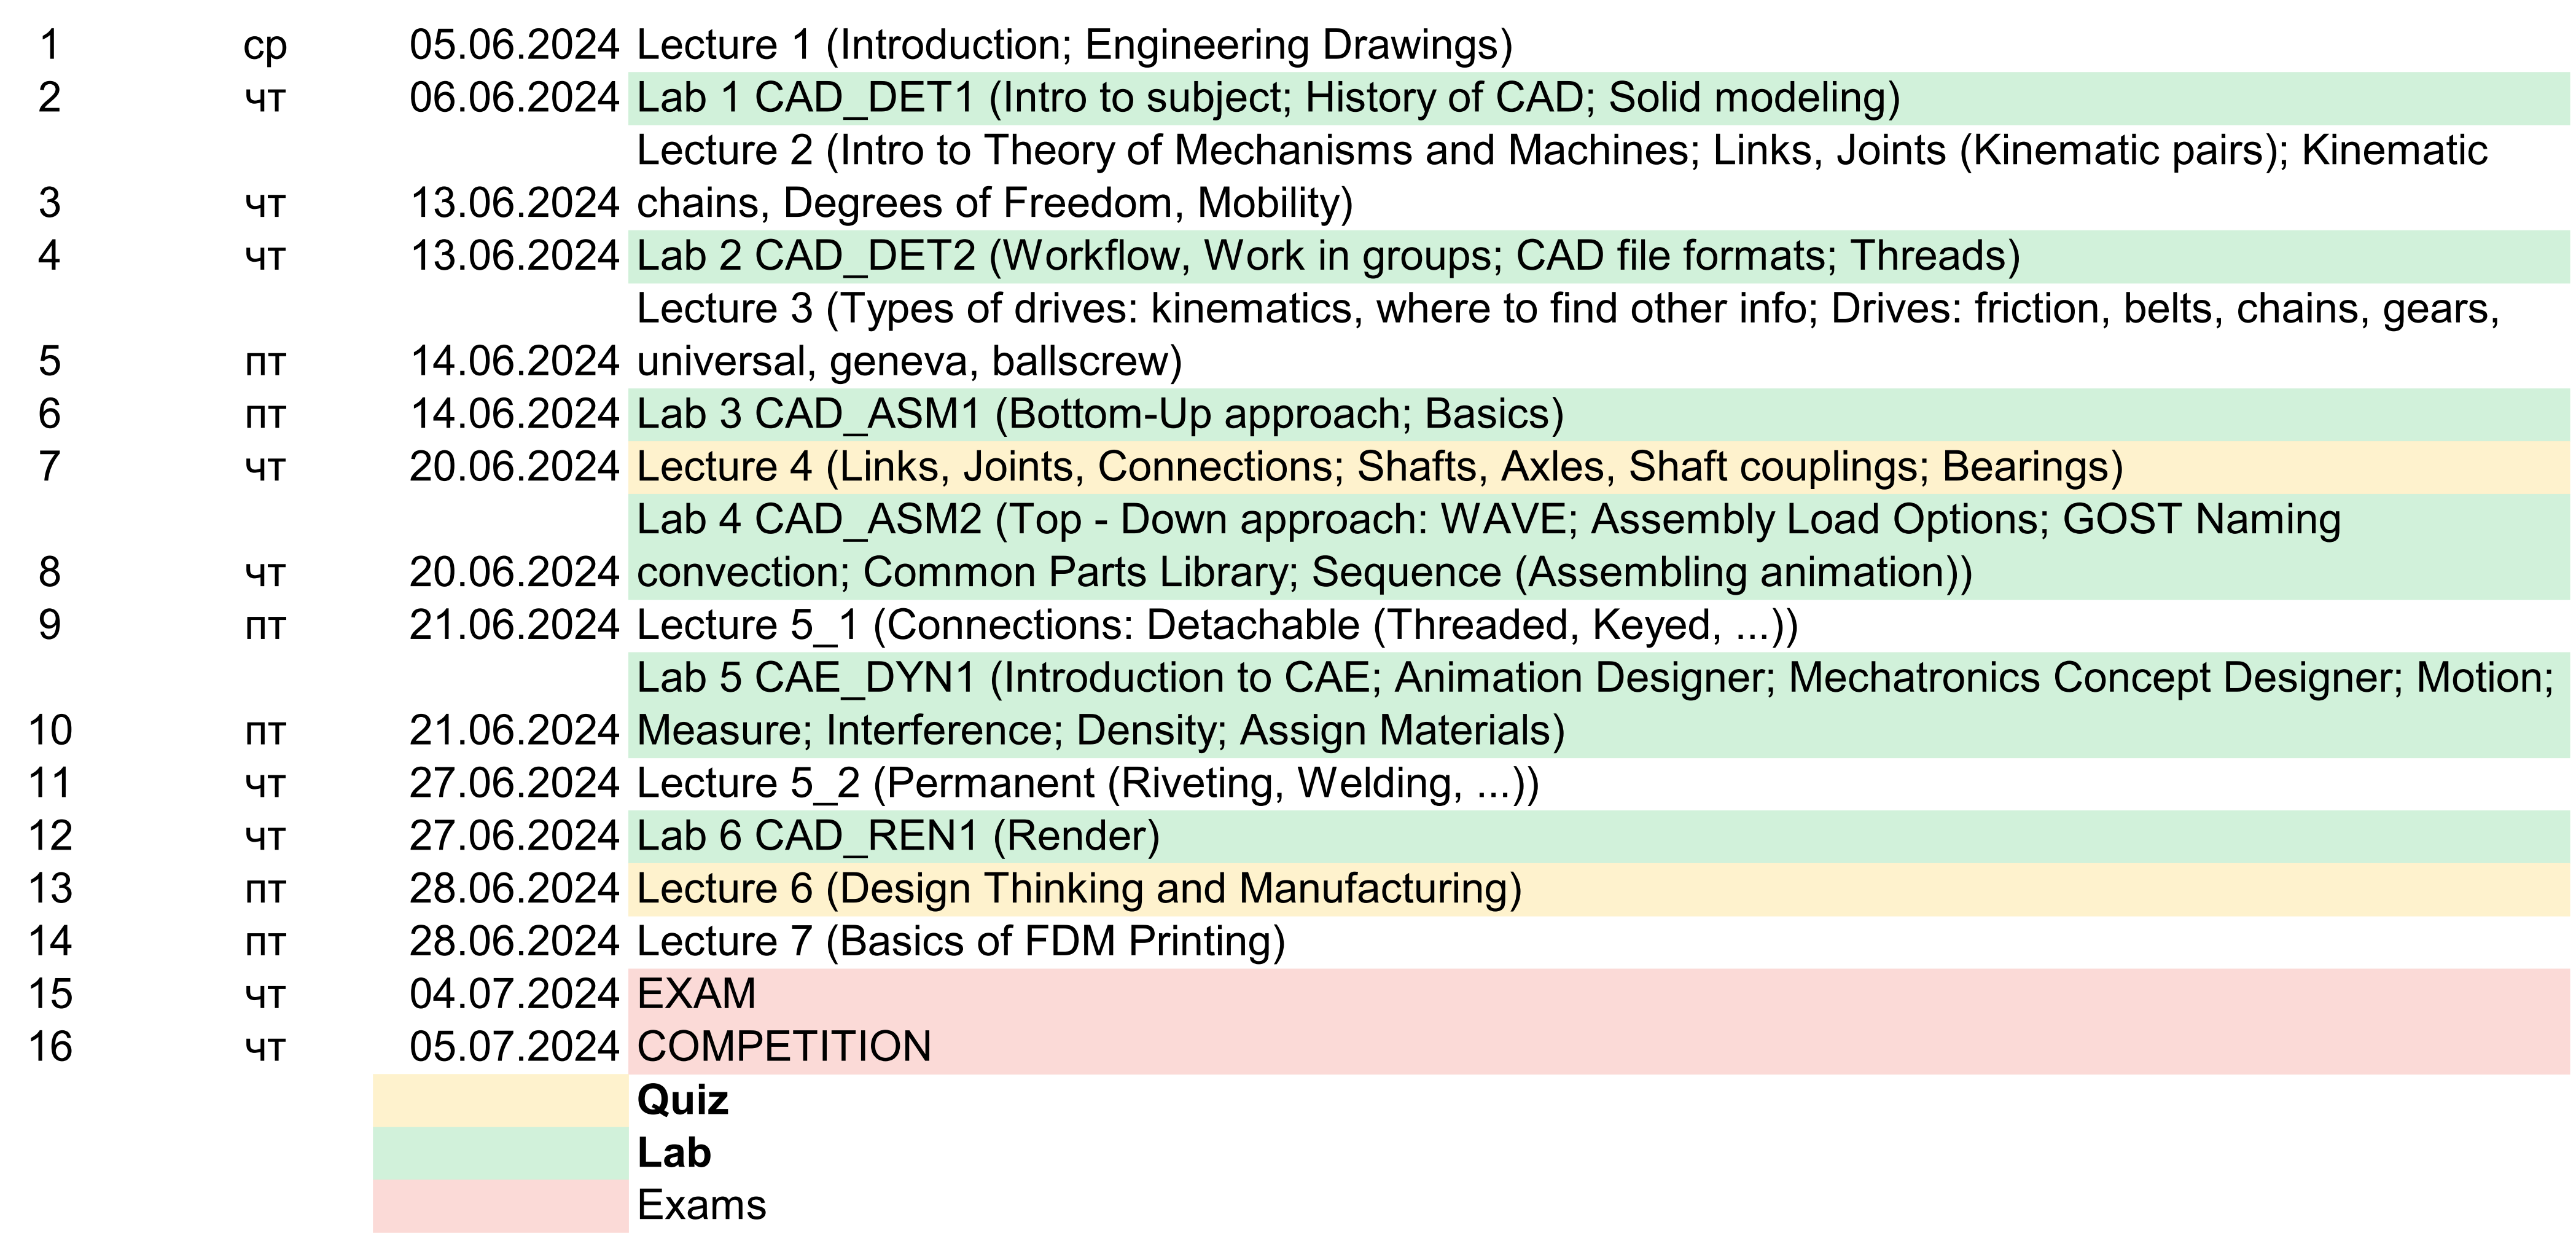 1 ср 05.06.2024 Lecture 1 (Introduction; Engineering Drawings)
2 чт 06.06.2024 Lab 1 CAD_DET1 (Intro to subject; History of CAD; Solid modeling)
Lecture 2 (Intro to Theory of Mechanisms and Machines; Links, Joints (Kinematic pairs); Kinematic
3 чт 13.06.2024 chains, Degrees of Freedom, Mobility)
4 чт 13.06.2024 Lab 2 CAD_DET2 (Workflow, Work in groups; CAD file formats; Threads)
Lecture 3 (Types of drives: kinematics, where to find other info; Drives: friction, belts, chains, gears,
5 пт 14.06.2024 universal, geneva, ballscrew)
6 пт 14.06.2024 Lab 3 CAD_ASM1 (Bottom-Up approach; Basics)
7 чт 20.06.2024 Lecture 4 (Links, Joints, Connections; Shafts, Axles, Shaft couplings; Bearings)
Lab 4 CAD_ASM2 (Top - Down approach: WAVE; Assembly Load Options; GOST Naming
8 чт 20.06.2024 convection; Common Parts Library; Sequence (Assembling animation))
9 пт 21.06.2024 Lecture 5_1 (Connections: Detachable (Threaded, Keyed, ...))
Lab 5 CAE_DYN1 (Introduction to CAE; Animation Designer; Mechatronics Concept Designer; Motion;
10 пт 21.06.2024 Measure; Interference; Density; Assign Materials)
11 чт 27.06.2024 Lecture 5_2 (Permanent (Riveting, Welding, ...))
12 чт 27.06.2024 Lab 6 CAD_REN1 (Render)
13 пт 28.06.2024 Lecture 6 (Design Thinking and Manufacturing)
14 пт 28.06.2024 Lecture 7 (Basics of FDM Printing)
15 чт 04.07.2024 EXAM
16 чт 05.07.2024 COMPETITION
Quiz
Lab
Exams